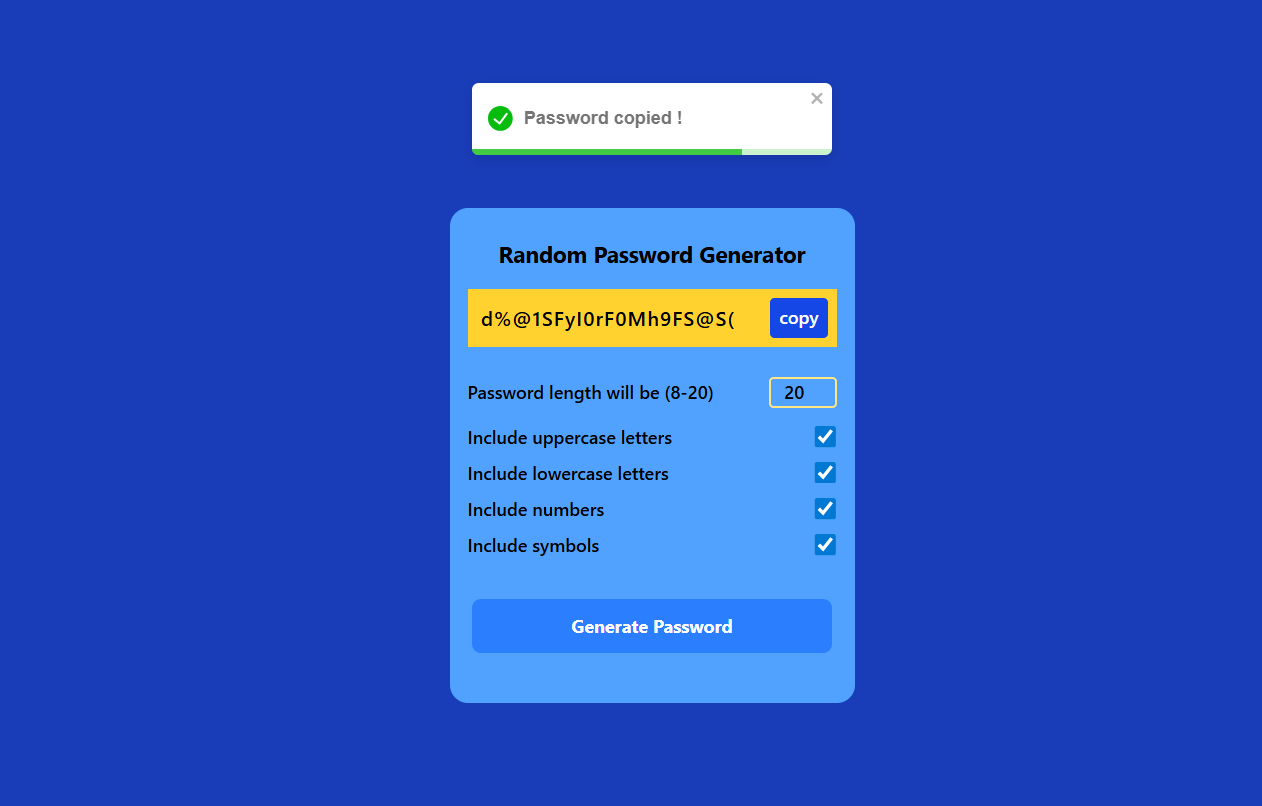 Password copied !
Random Password Generator
d%@1SFyI0rF0Mh9FS@S(
copy
Password length will be (8-20)
20
Include uppercase letters
Include lowercase letters
Include numbers
Include symbols
Generate Password